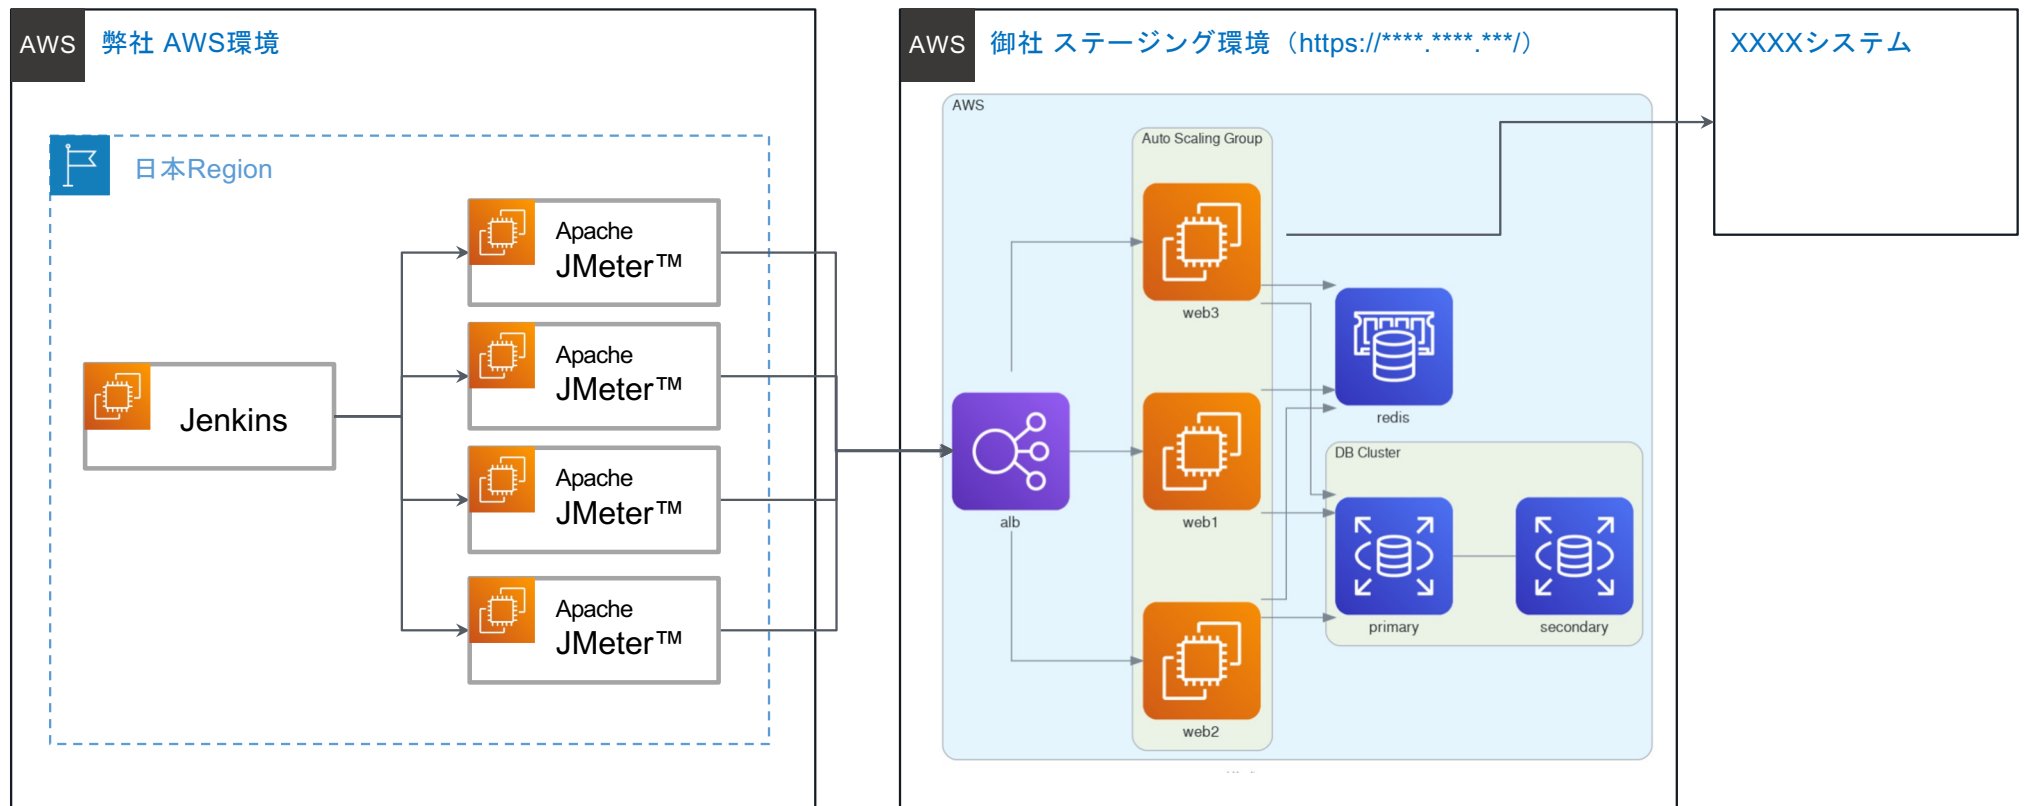 AWS
弊社 AWS環境
日本Region
Jenkins
Apache
JMeter™
Apache
JMeter™
Apache
JMeter™
Apache
JMeter™
AWS
御社 ステージング環境（https://****.****.***/）
AWS
Auto Scaling Group
web3
redis
alb
web1
DB Cluster
primary
secondary
web2
XXXXシステム